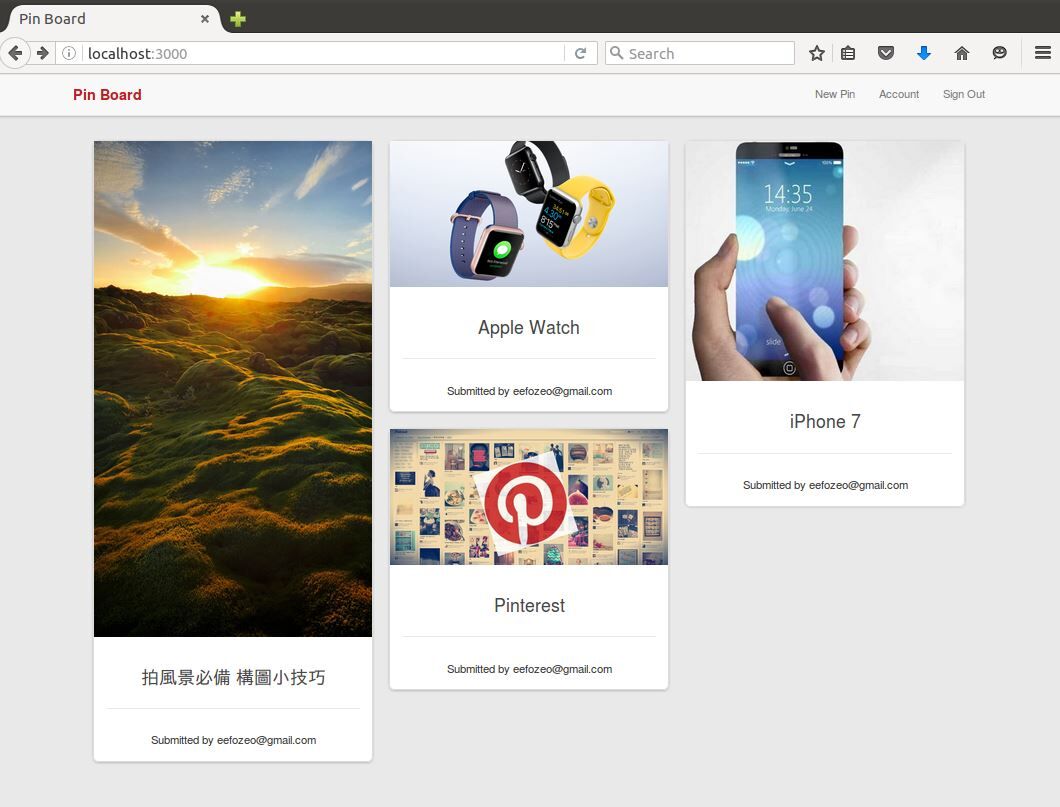 Pin Board
localhost:3000
Search
Pin Board
New Pin Account Sign Out
拍風景必備 構圖小技巧
Submitted by eefozeo@gmail.com
Apple Watch
Submitted by eefozeo@gmail.com
Pinterest
Submitted by eefozeo@gmail.com
14:35
Monday, June 24
slide
iPhone 7
Submitted by eefozeo@gmail.com